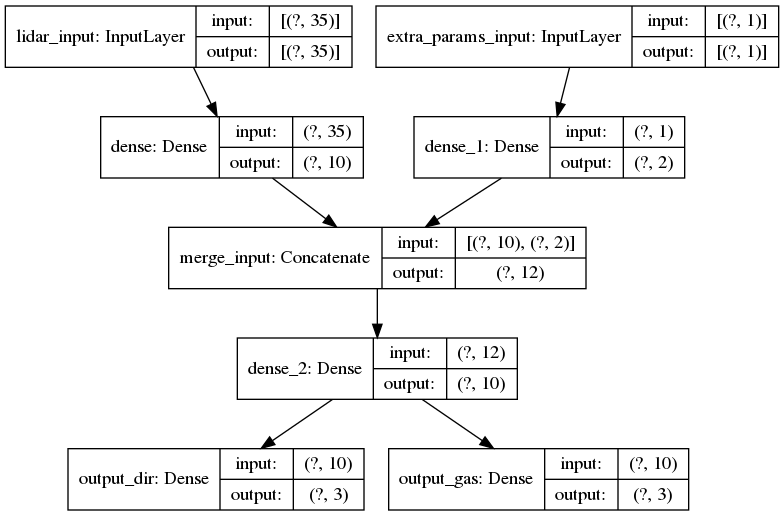 lidar_input: InputLayer
input: [(?, 35)]
output: [(?, 35)]
extra_params_input: InputLayer
input: [(?, 1)]
output: [(?, 1)]
dense: Dense
input: (?, 35)
output: (?, 10)
dense_1: Dense
input: (?, 1)
output: (?, 2)
merge_input: Concatenate
input: [(?, 10), (?, 2)]
output: (?, 12)
dense_2: Dense
input: (?, 12)
output: (?, 10)
output_dir: Dense
input: (?, 10)
output: (?, 3)
output_gas: Dense
input: (?, 10)
output: (?, 3)